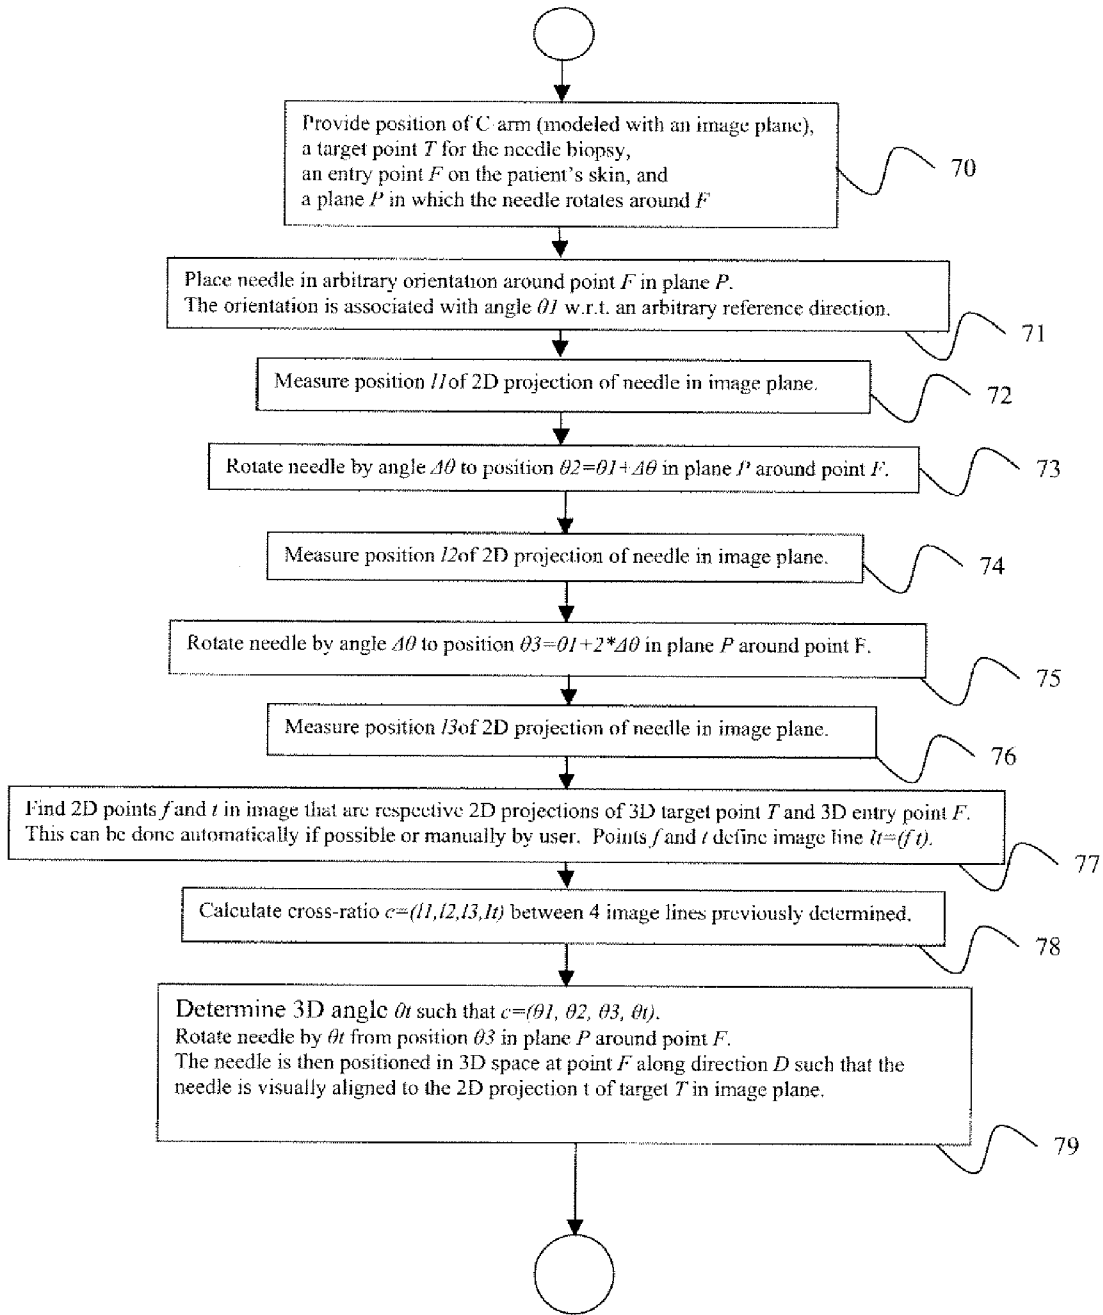 Provide position of C-arm (modeled with an image plane),
a target point T for the needle biopsy,
an entry point F on the patient's skin, and
a plane P in which the needle rotates around F
70
Place needle in arbitrary orientation around point F in plane P.
The orientation is associated with angle θ1 w.r.t. an arbitrary reference direction.
71
Measure position l1of 2D projection of needle in image plane.
72
Rotate needle by angle Δθ to position θ2=θ1+Δθ in plane P around point F.
73
Measure position l2of 2D projection of needle in image plane.
74
Rotate needle by angle Δθ to position θ3=θ1+2*Δθ in plane P around point F.
75
Measure position l3of 2D projection of needle in image plane.
76
Find 2D points f and t in image that are respective 2D projections of 3D target point T and 3D entry point F.
This can be done automatically if possible or manually by user. Points f and t define image line lt=(f t).
77
Calculate cross-ratio c=(l1,l2,l3,lt) between 4 image lines previously determined.
78
Determine 3D angle θt such that c=(θ1, θ2, θ3, θt).
Rotate needle by θt from position θ3 in plane P around point F.
The needle is then positioned in 3D space at point F along direction D such that the
needle is visually aligned to the 2D projection t of target T in image plane.
79